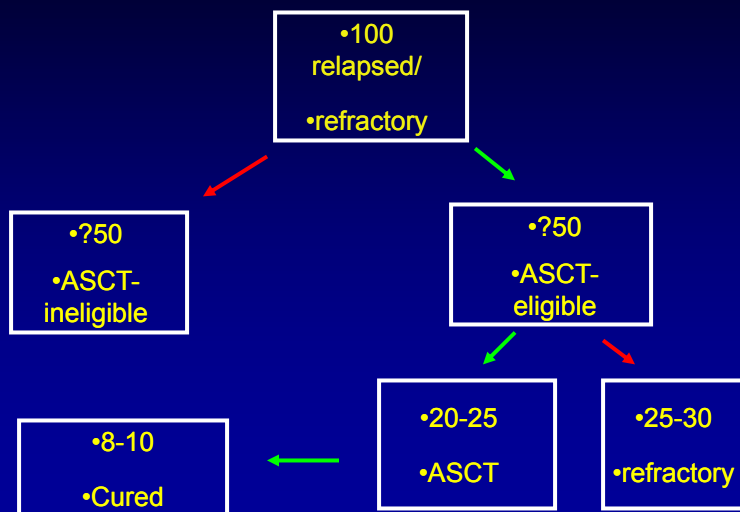 •100
relapsed/
•refractory
•?50
•ASCT-
ineligible
•?50
•ASCT-
eligible
•20-25
•ASCT
•25-30
•refractory
•8-10
•Cured